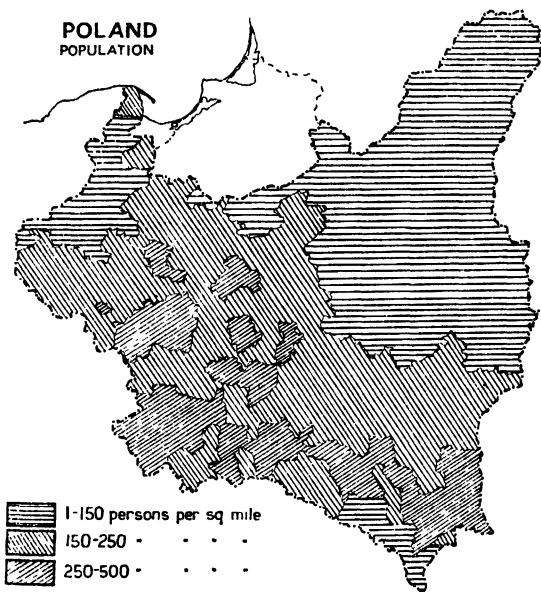 POLAND
POPULATION
1-150 persons per sq mile
150-250 " " " "
250-500 " " " "